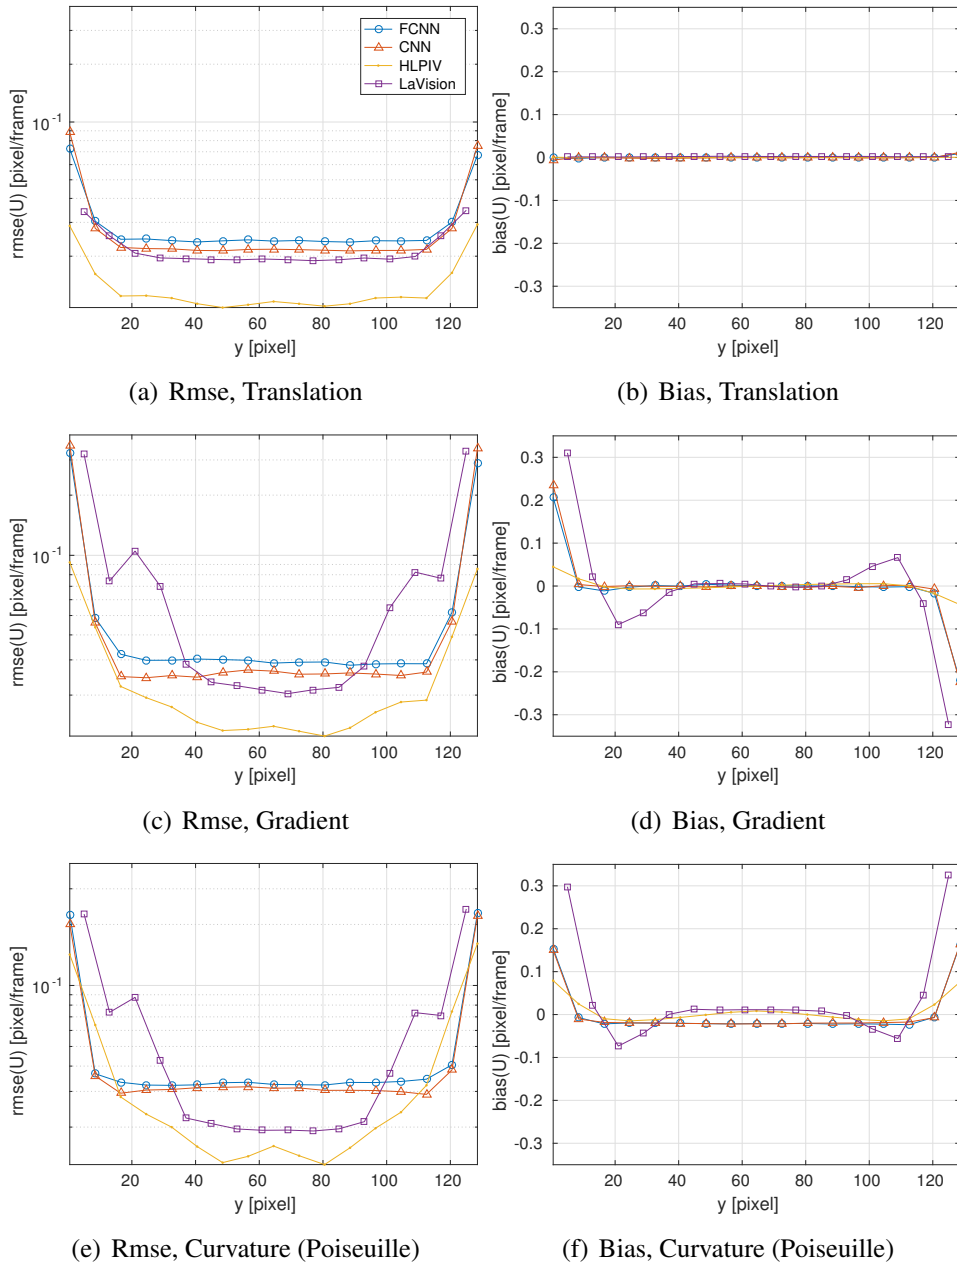 FCNN
CNN
HLPIV
LaVision
10^-1
rmse(U) [pixel/frame]
20 40 60 80 100 120
y [pixel]
(a) Rmse, Translation
0.3
0.2
0.1
0
-0.1
-0.2
-0.3
bias(U) [pixel/frame]
20 40 60 80 100 120
y [pixel]
(b) Bias, Translation
10^-1
rmse(U) [pixel/frame]
20 40 60 80 100 120
y [pixel]
(c) Rmse, Gradient
0.3
0.2
0.1
0
-0.1
-0.2
-0.3
bias(U) [pixel/frame]
20 40 60 80 100 120
y [pixel]
(d) Bias, Gradient
10^-1
rmse(U) [pixel/frame]
20 40 60 80 100 120
y [pixel]
(e) Rmse, Curvature (Poiseuille)
0.3
0.2
0.1
0
-0.1
-0.2
-0.3
bias(U) [pixel/frame]
20 40 60 80 100 120
y [pixel]
(f) Bias, Curvature (Poiseuille)